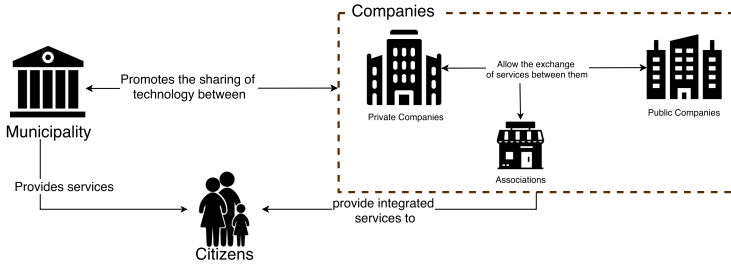 Companies
Promotes the sharing of
technology between
Allow the exchange
of services between them
Municipality
Private Companies
Public Companies
Associations
Provides services
provide integrated
services to
Citizens